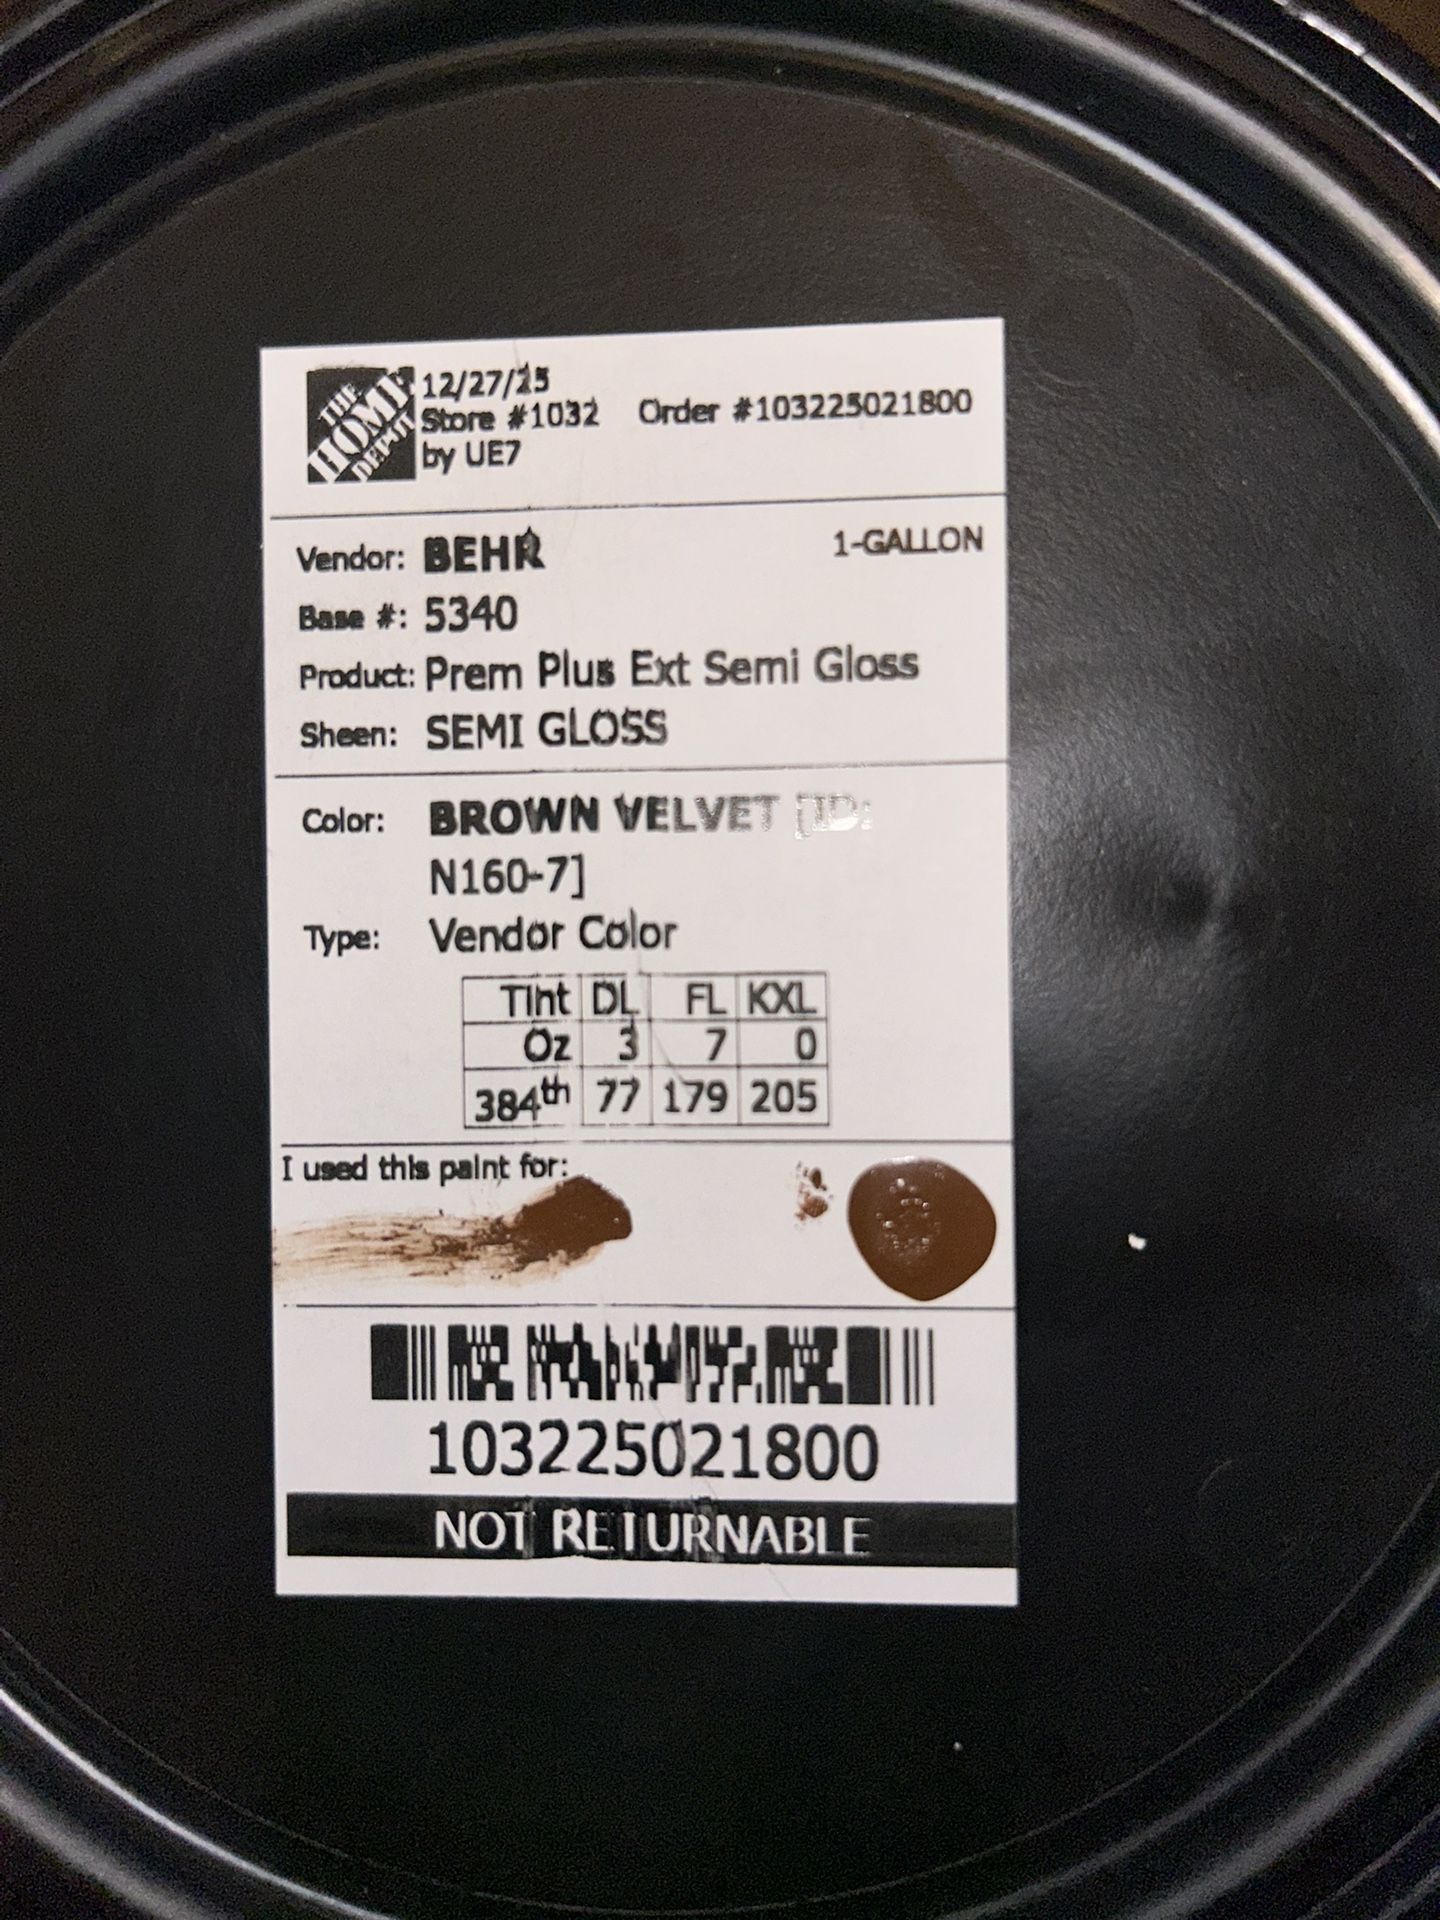 THE HOME DEPOT
12/27/25
Store #1032 Order #103225021800
by UE7
Vendor: BEHR 1-GALLON
Base #: 5340
Product: Prem Plus Ext Semi Gloss
Sheen: SEMI GLOSS
Color: BROWN VELVET [ID:
N160-7]
Type: Vendor Color
Tint DL FL KXL
Oz 3 7 0
384th 77 179 205
I used this paint for:
103225021800
NOT RETURNABLE